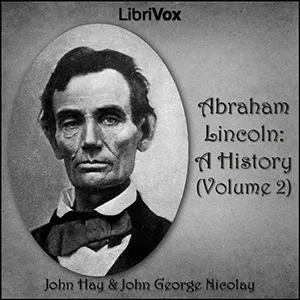 LibriVox
Abraham
Lincoln:
A History
(Volume 2)
John Hay & John George Nicolay